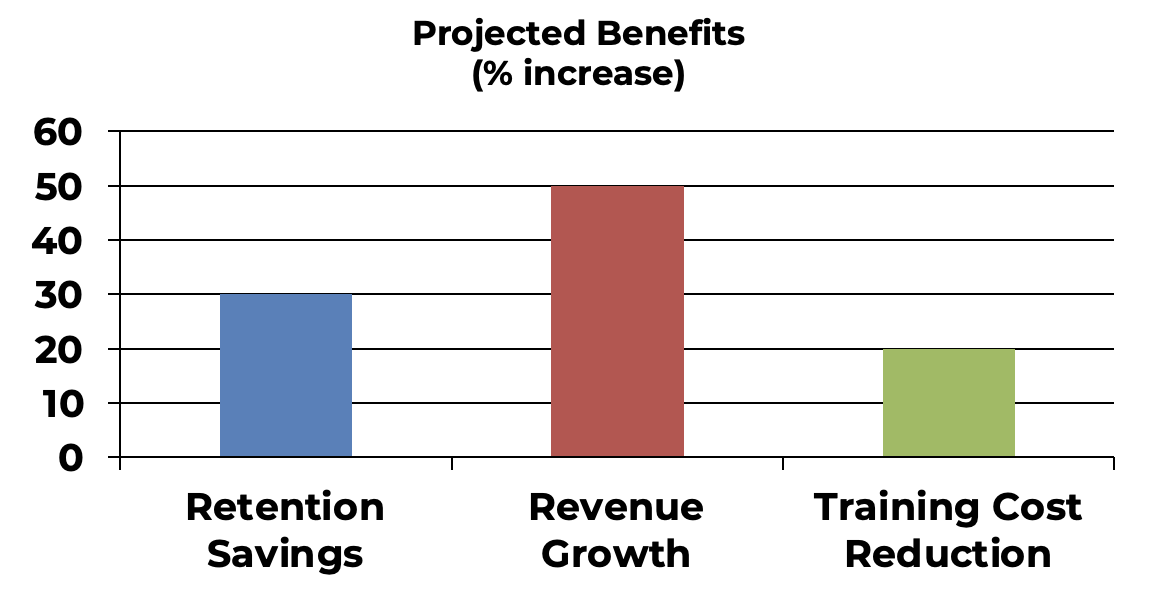 Projected Benefits
(% increase)
60
50
40
30
20
10
0
Retention Savings
Revenue Growth
Training Cost Reduction